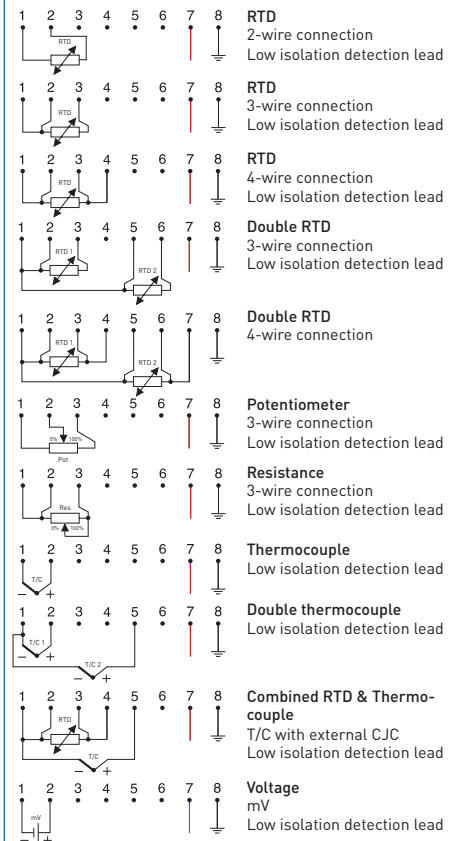 1 2 3 4 5 6 7 8
RTD
RTD
2-wire connection
Low isolation detection lead
1 2 3 4 5 6 7 8
RTD
RTD
3-wire connection
Low isolation detection lead
1 2 3 4 5 6 7 8
RTD
RTD
4-wire connection
Low isolation detection lead
1 2 3 4 5 6 7 8
RTD 1
RTD 2
Double RTD
3-wire connection
Low isolation detection lead
1 2 3 4 5 6 7 8
RTD 1
RTD 2
Double RTD
4-wire connection
1 2 3 4 5 6 7 8
0% 100%
Pot
Potentiometer
3-wire connection
Low isolation detection lead
1 2 3 4 5 6 7 8
Res
0% 100%
Resistance
3-wire connection
Low isolation detection lead
1 2 3 4 5 6 7 8
T/C
− +
Thermocouple
Low isolation detection lead
1 2 3 4 5 6 7 8
T/C 1
− +
T/C 2
− +
Double thermocouple
Low isolation detection lead
1 2 3 4 5 6 7 8
RTD
T/C
− +
Combined RTD & Thermo-
couple
T/C with external CJC
Low isolation detection lead
1 2 3 4 5 6 7 8
mV
− +
Voltage
mV
Low isolation detection lead